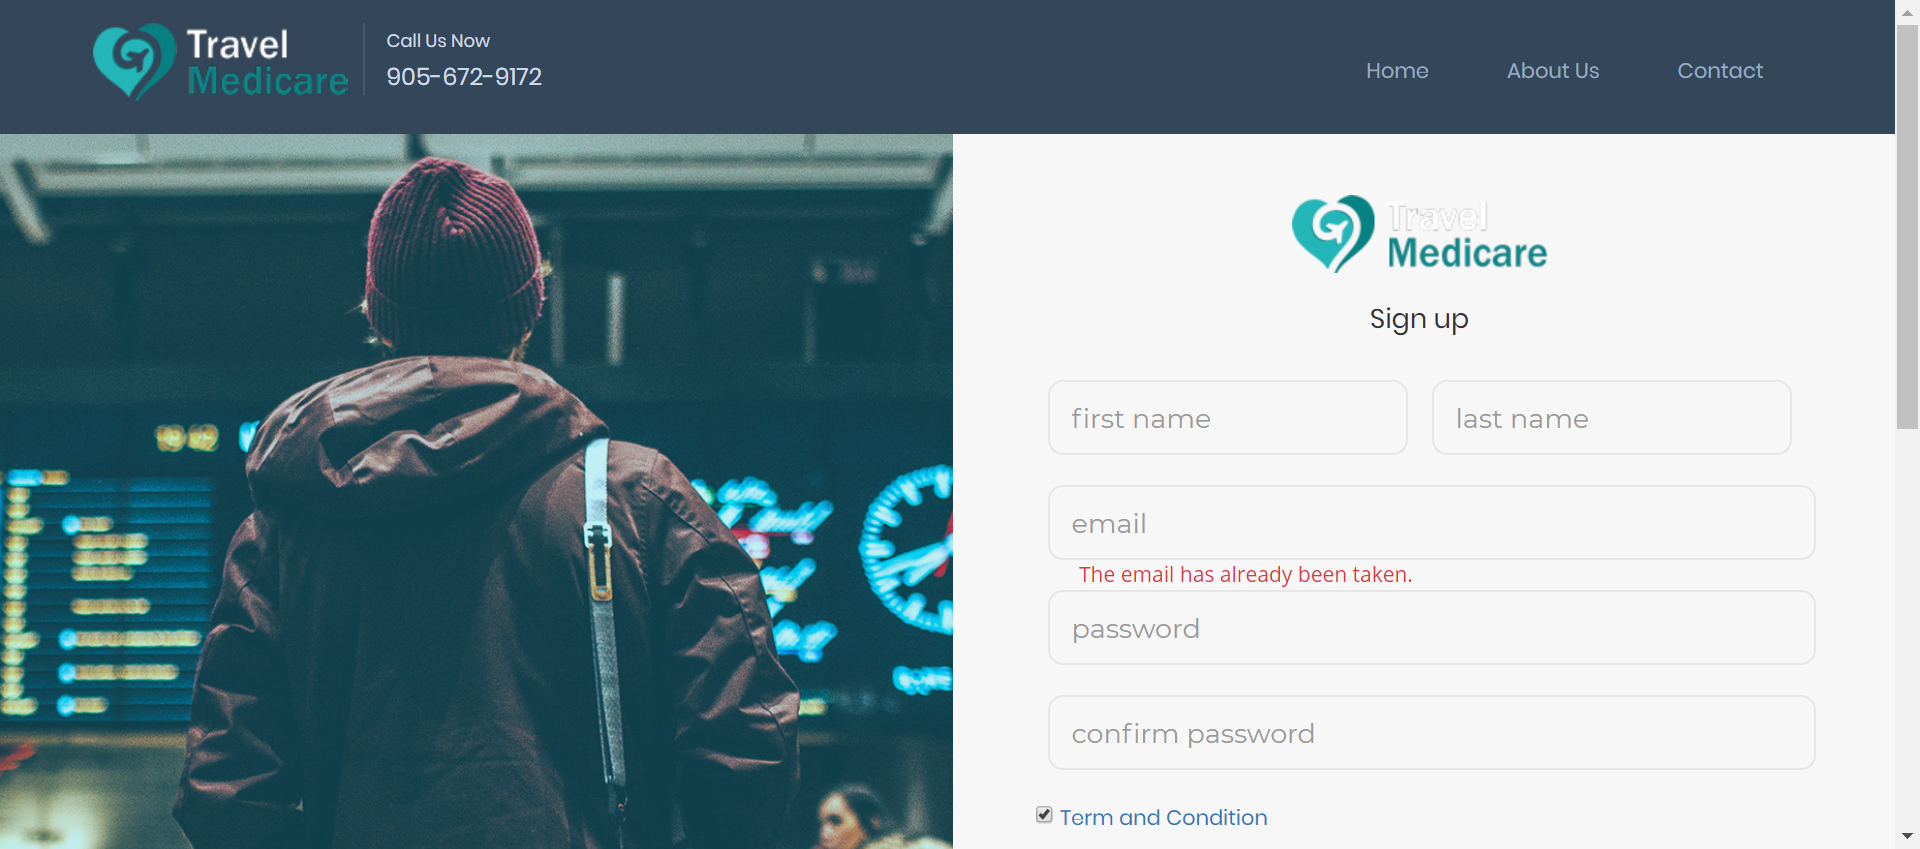 Travel
Medicare
Call Us Now
905-672-9172
Home
About Us
Contact
Travel
Medicare
Sign up
first name
last name
email
The email has already been taken.
password
confirm password
Term and Condition